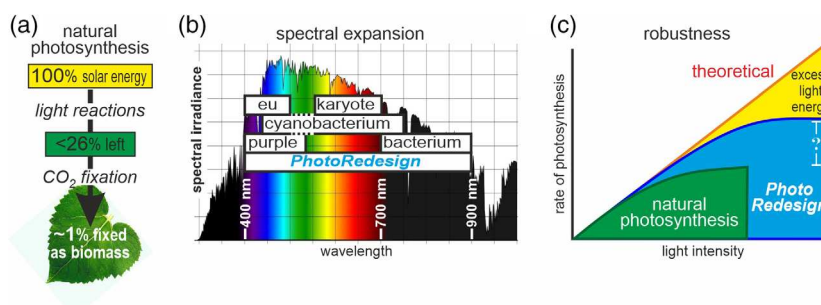 (a)
natural
photosynthesis
100% solar energy
light reactions
<26% left
CO₂ fixation
~1% fixed
as biomass
(b)
spectral expansion
spectral irradiance
eu karyote
cyanobacterium
purple bacterium
PhotoRedesign
400 nm
700 nm
900 nm
wavelength
(c)
robustness
rate of photosynthesis
theoretical
light
natural
photosynthesis
Photo
Redesign
light intensity